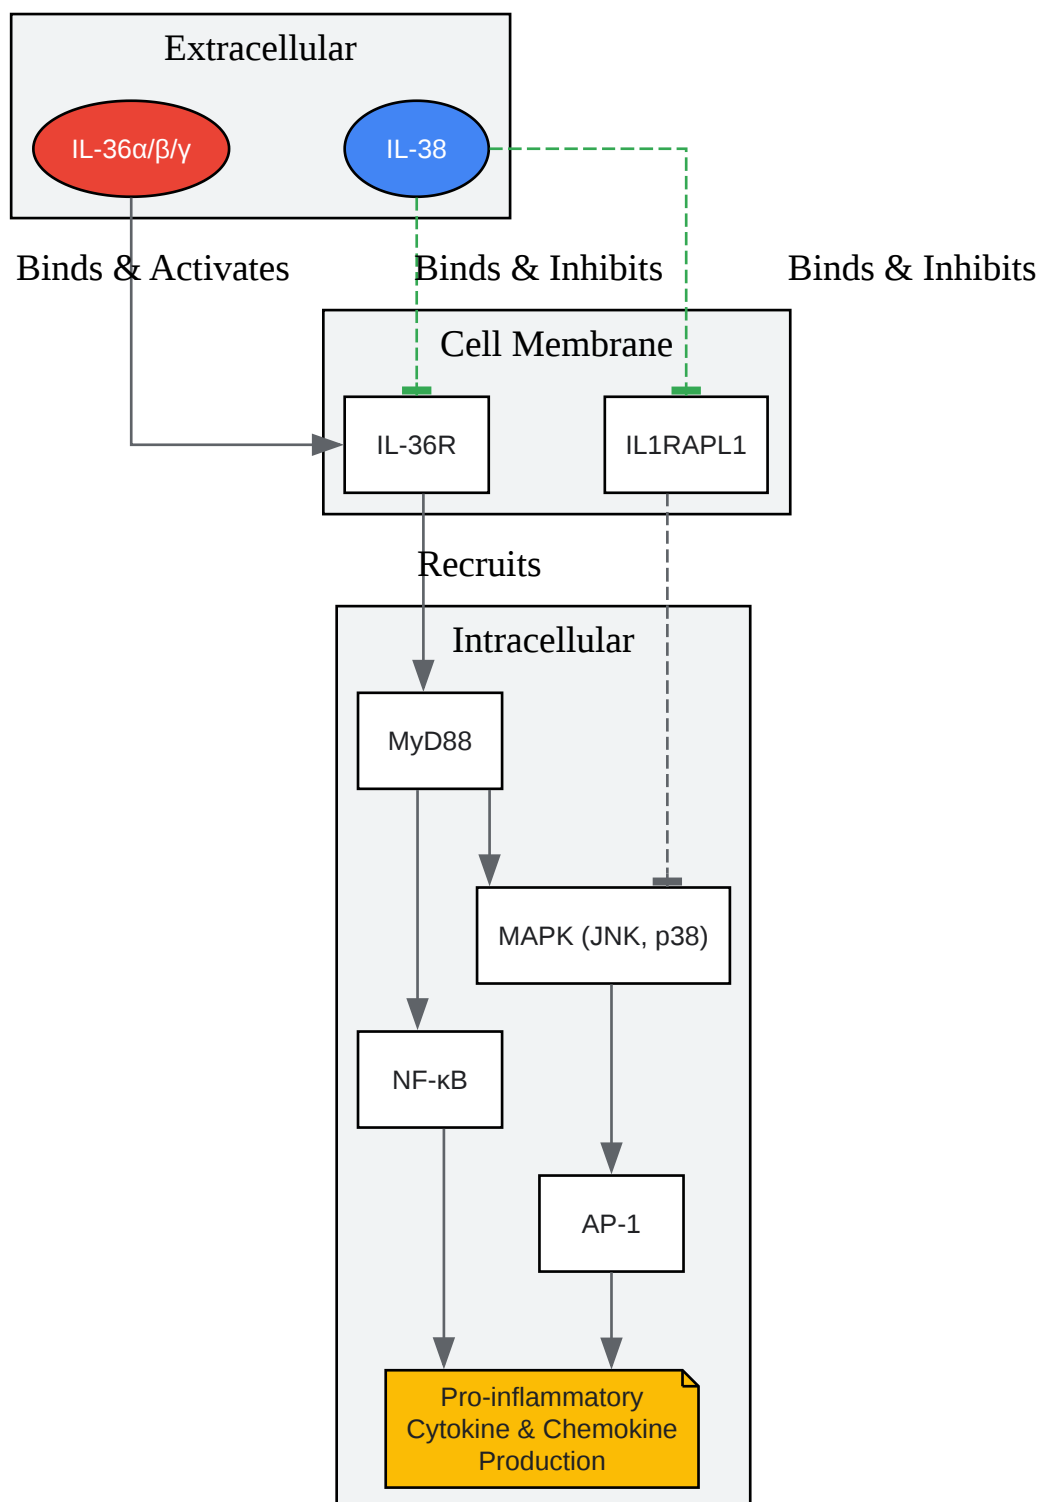 Extracellular
IL-36α/β/γ
IL-38
Binds & Activates
Binds & Inhibits
Binds & Inhibits
Cell Membrane
IL-36R
IL1RAPL1
Recruits
Intracellular
MyD88
MAPK (JNK, p38)
NF-κB
AP-1
Pro-inflammatory
Cytokine & Chemokine
Production